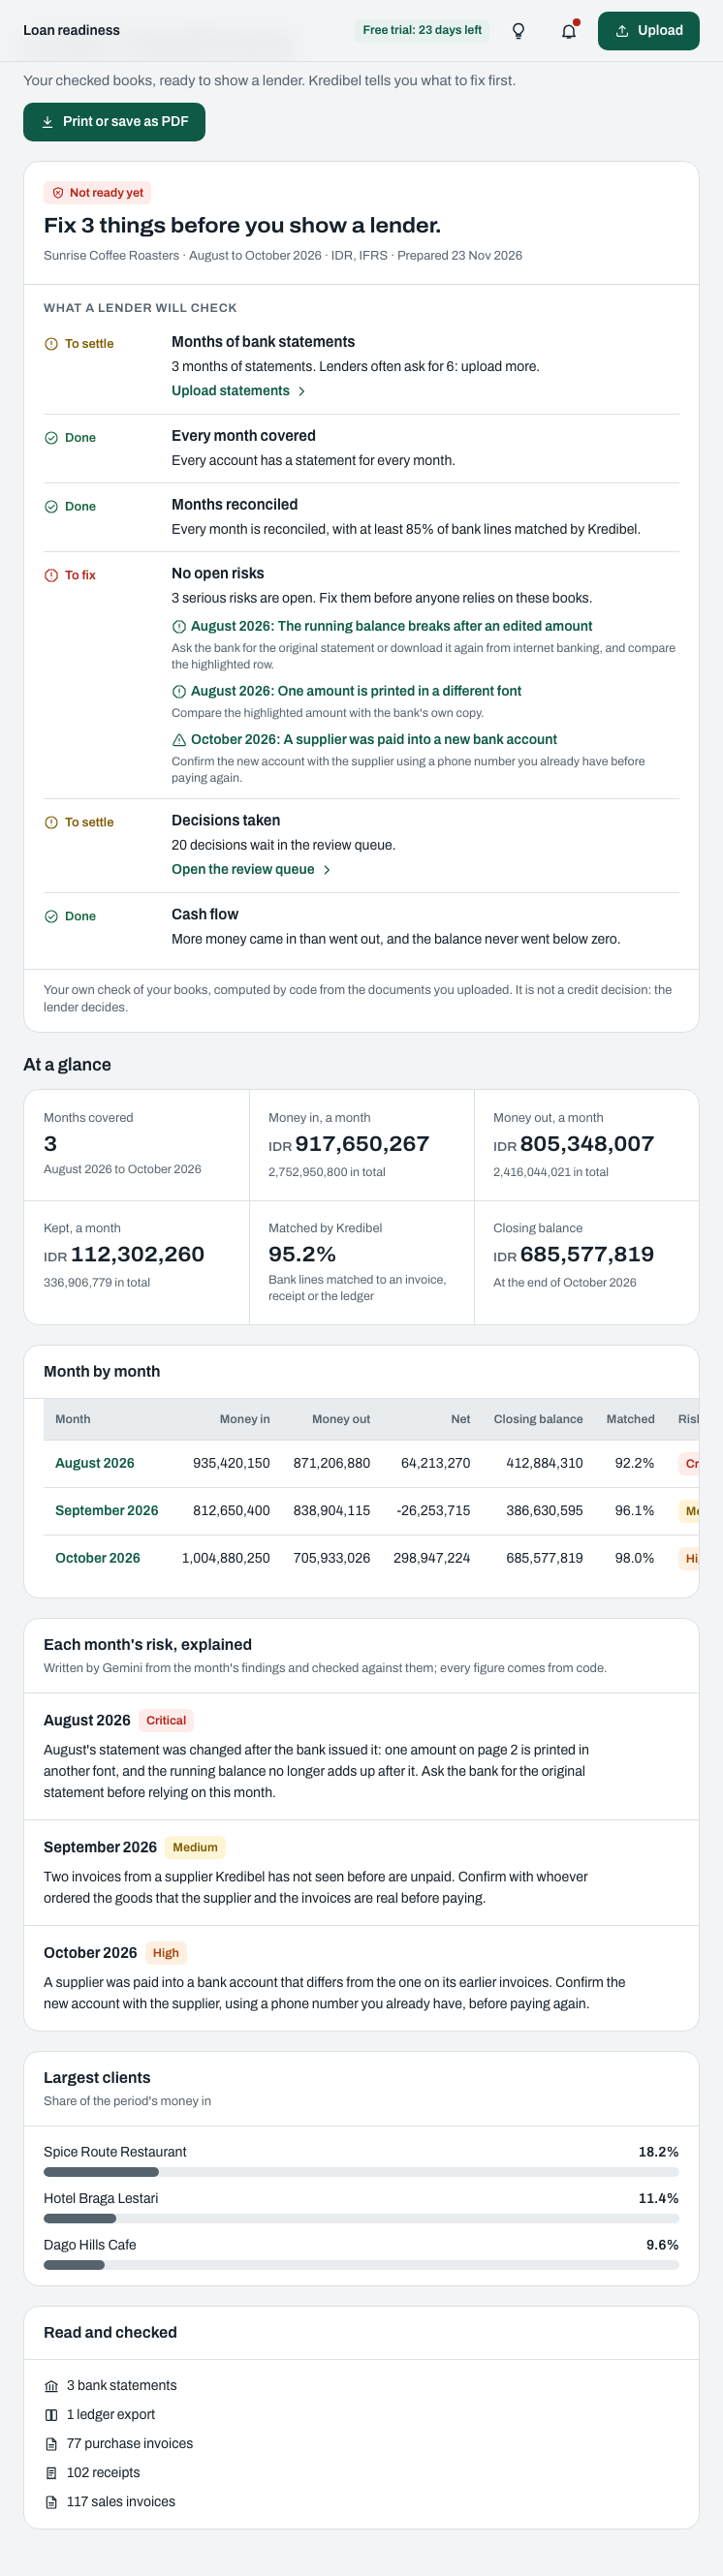 Loan readiness
Free trial: 23 days left
Upload
Your checked books, ready to show a lender. Kredibel tells you what to fix first.
Print or save as PDF
Not ready yet
Fix 3 things before you show a lender.
Sunrise Coffee Roasters · August to October 2026 · IDR, IFRS · Prepared 23 Nov 2026
WHAT A LENDER WILL CHECK
To settle
Months of bank statements
3 months of statements. Lenders often ask for 6: upload more.
Upload statements
Done
Every month covered
Every account has a statement for every month.
Done
Months reconciled
Every month is reconciled, with at least 85% of bank lines matched by Kredibel.
To fix
No open risks
3 serious risks are open. Fix them before anyone relies on these books.
August 2026: The running balance breaks after an edited amount
Ask the bank for the original statement or download it again from internet banking, and compare
the highlighted row.
August 2026: One amount is printed in a different font
Compare the highlighted amount with the bank's own copy.
October 2026: A supplier was paid into a new bank account
Confirm the new account with the supplier using a phone number you already have before
paying again.
To settle
Decisions taken
20 decisions wait in the review queue.
Open the review queue
Done
Cash flow
More money came in than went out, and the balance never went below zero.
Your own check of your books, computed by code from the documents you uploaded. It is not a credit decision: the
lender decides.
At a glance
Months covered
3
August 2026 to October 2026
Money in, a month
IDR 917,650,267
2,752,950,800 in total
Money out, a month
IDR 805,348,007
2,416,044,021 in total
Kept, a month
IDR 112,302,260
336,906,779 in total
Matched by Kredibel
95.2%
Bank lines matched to an invoice,
receipt or the ledger
Closing balance
IDR 685,577,819
At the end of October 2026
Month by month
Month Money in Money out Net Closing balance Matched
August 2026 935,420,150 871,206,880 64,213,270 412,884,310 92.2%
September 2026 812,650,400 838,904,115 -26,253,715 386,630,595 96.1%
October 2026 1,004,880,250 705,933,026 298,947,224 685,577,819 98.0%
Each month's risk, explained
Written by Gemini from the month's findings and checked against them; every figure comes from code.
August 2026 Critical
August's statement was changed after the bank issued it: one amount on page 2 is printed in
another font, and the running balance no longer adds up after it. Ask the bank for the original
statement before relying on this month.
September 2026 Medium
Two invoices from a supplier Kredibel has not seen before are unpaid. Confirm with whoever
ordered the goods that the supplier and the invoices are real before paying.
October 2026 High
A supplier was paid into a bank account that differs from the one on its earlier invoices. Confirm the
new account with the supplier, using a phone number you already have, before paying again.
Largest clients
Share of the period's money in
Spice Route Restaurant 18.2%
Hotel Braga Lestari 11.4%
Dago Hills Cafe 9.6%
Read and checked
3 bank statements
1 ledger export
77 purchase invoices
102 receipts
117 sales invoices